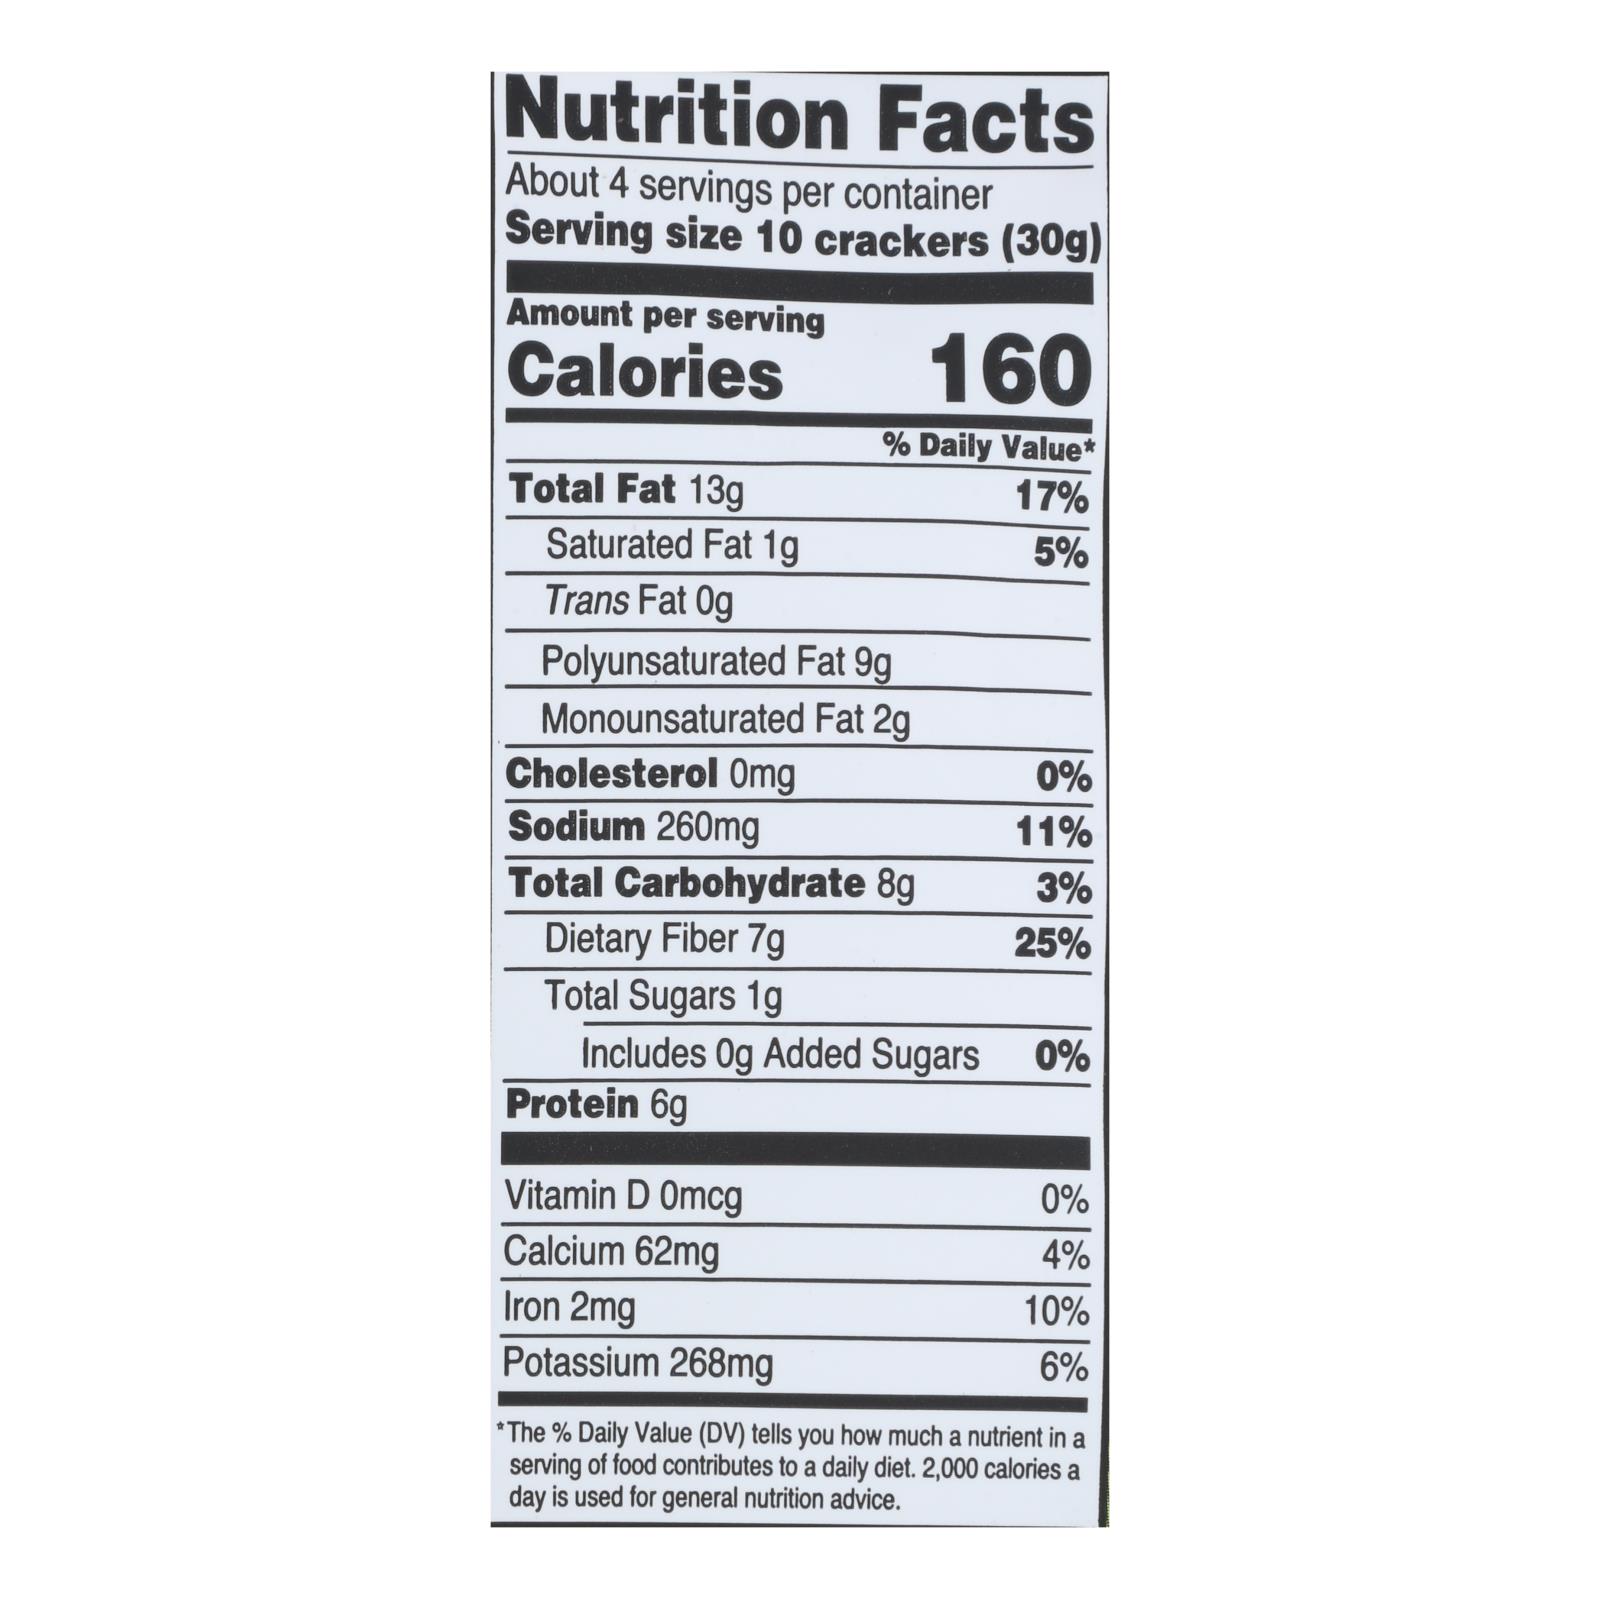 Nutrition Facts
About 4 servings per container
Serving size 10 crackers (30g)
Amount per serving
Calories 160
% Daily Value*
Total Fat 13g 17%
Saturated Fat 1g 5%
Trans Fat 0g
Polyunsaturated Fat 9g
Monounsaturated Fat 2g
Cholesterol 0mg 0%
Sodium 260mg 11%
Total Carbohydrate 8g 3%
Dietary Fiber 7g 25%
Total Sugars 1g
Includes 0g Added Sugars 0%
Protein 6g
Vitamin D 0mcg 0%
Calcium 62mg 4%
Iron 2mg 10%
Potassium 268mg 6%
*The % Daily Value (DV) tells you how much a nutrient in a
serving of food contributes to a daily diet. 2,000 calories a
day is used for general nutrition advice.